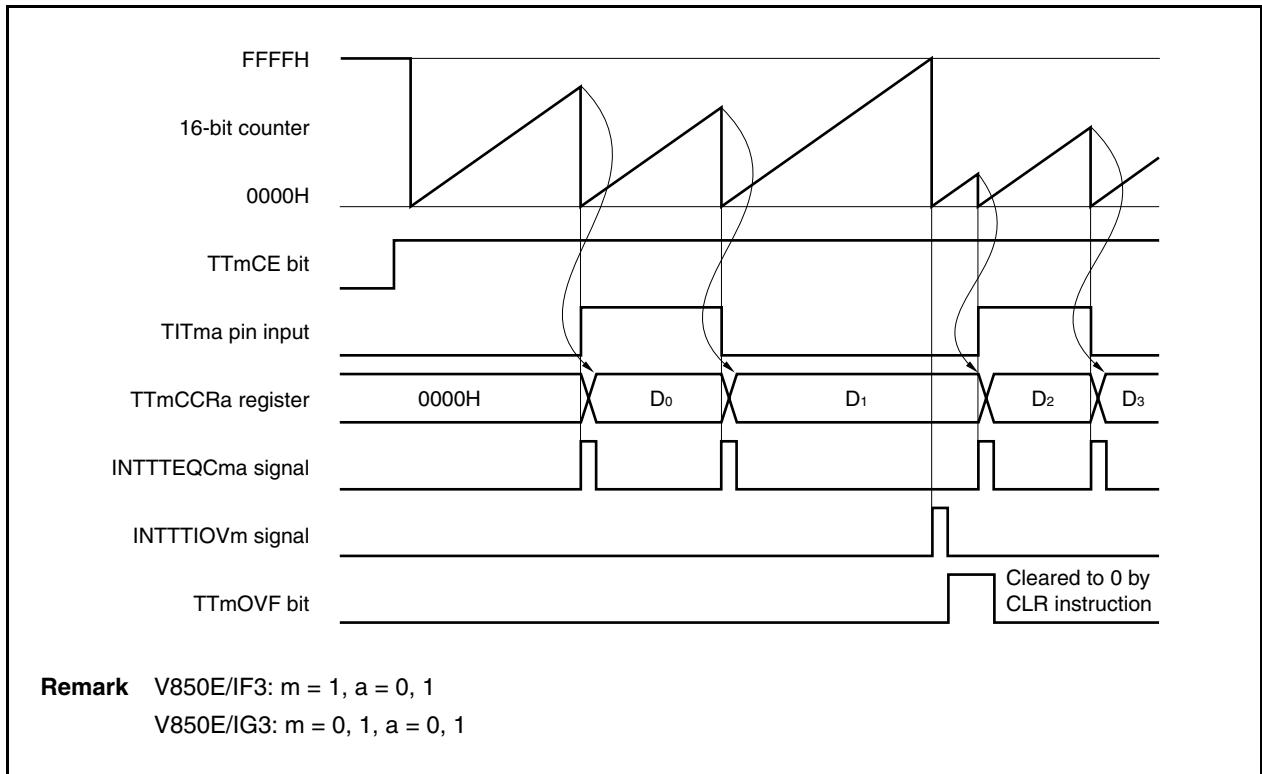 FFFFH
16-bit counter
0000H
TTmCE bit
TITma pin input
TTmCCRa register
0000H
D0
D1
D2
D3
INTTTEQCma signal
INTTTIOVm signal
TTmOVF bit
Cleared to 0 by
CLR instruction
Remark V850E/IF3: m = 1, a = 0, 1
V850E/IG3: m = 0, 1, a = 0, 1